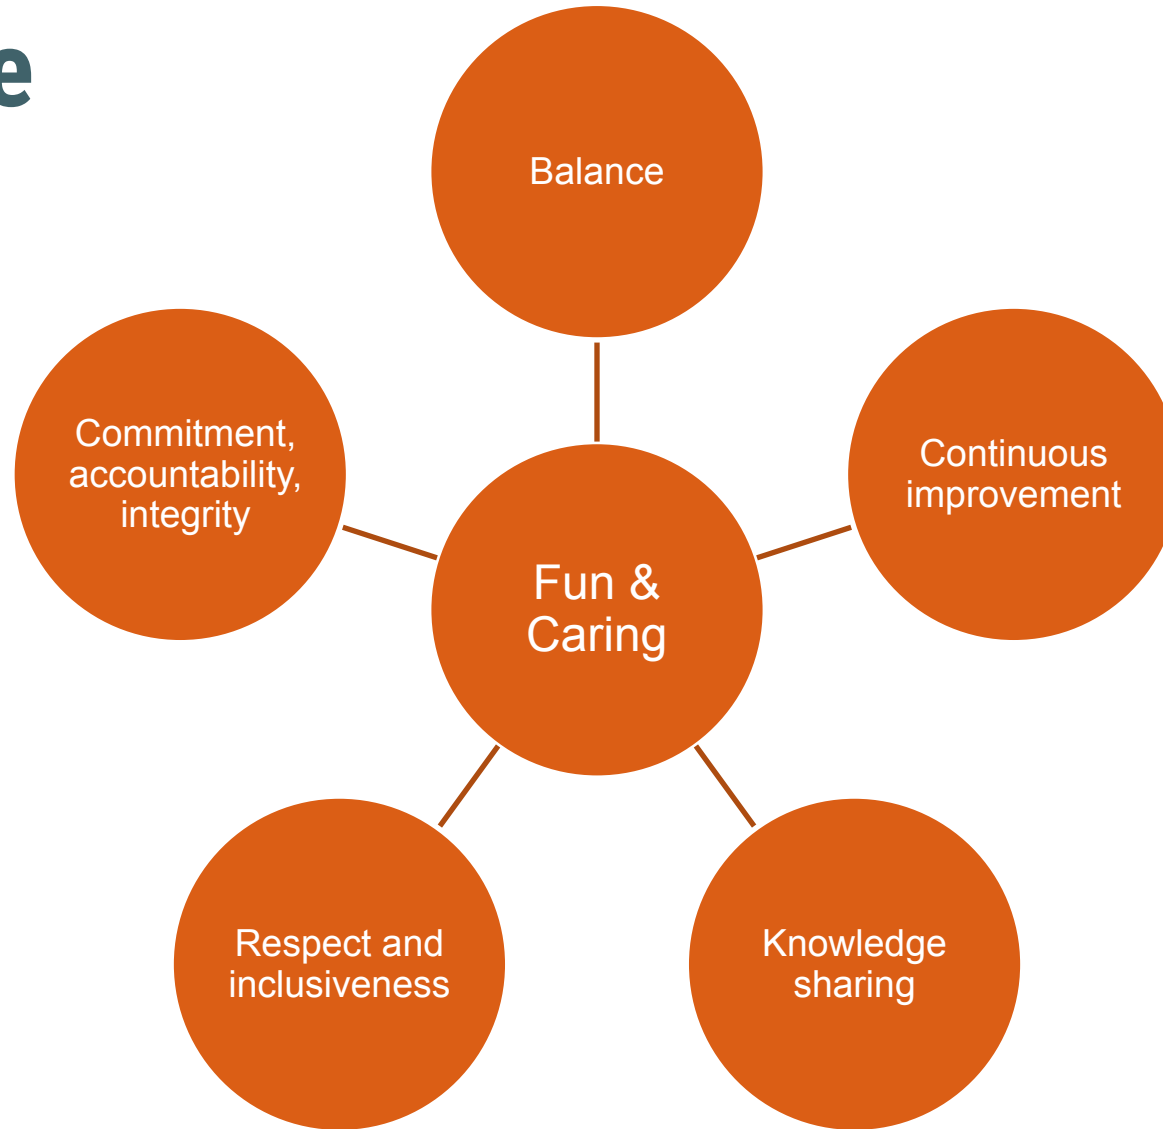 e
Balance
Commitment,
accountability,
integrity
Continuous
improvement
Fun &
Caring
Respect and
inclusiveness
Knowledge
sharing